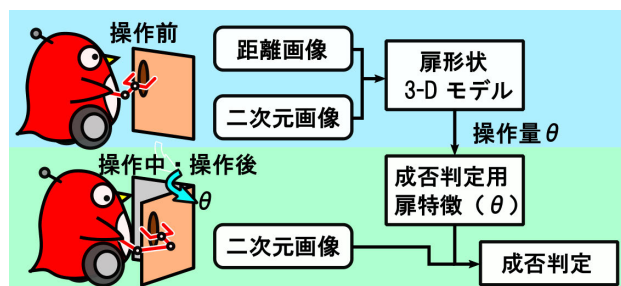 操作前
距離画像
二次元画像
扉形状
3-D モデル
操作量θ
操作中・操作後
θ
成否判定用
扉特徴(θ)
二次元画像
成否判定